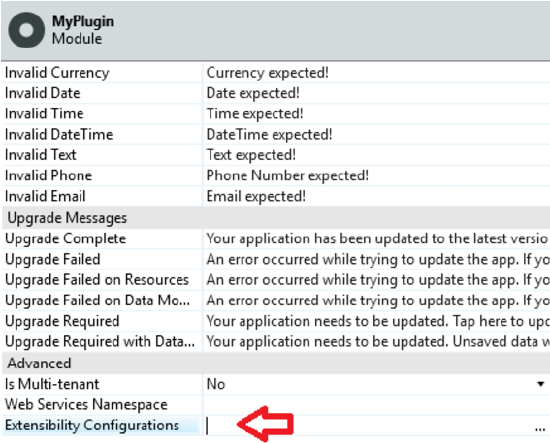 MyPlugin
Module
Invalid Currency Currency expected!
Invalid Date Date expected!
Invalid Time Time expected!
Invalid DateTime DateTime expected!
Invalid Text Text expected!
Invalid Phone Phone Number expected!
Invalid Email Email expected!
Upgrade Messages
Upgrade Complete Your application has been updated to the latest versio
Upgrade Failed An error occurred while trying to update the app. If yo
Upgrade Failed on Resources An error occurred while trying to update the app. If yo
Upgrade Failed on Data Mo... An error occurred while trying to update the app. If yo
Upgrade Required Your application needs to be updated. Tap here to upd
Upgrade Required with Data... Your application needs to be updated. Unsaved data w
Advanced
Is Multi-tenant No
Web Services Namespace
Extensibility Configurations ...